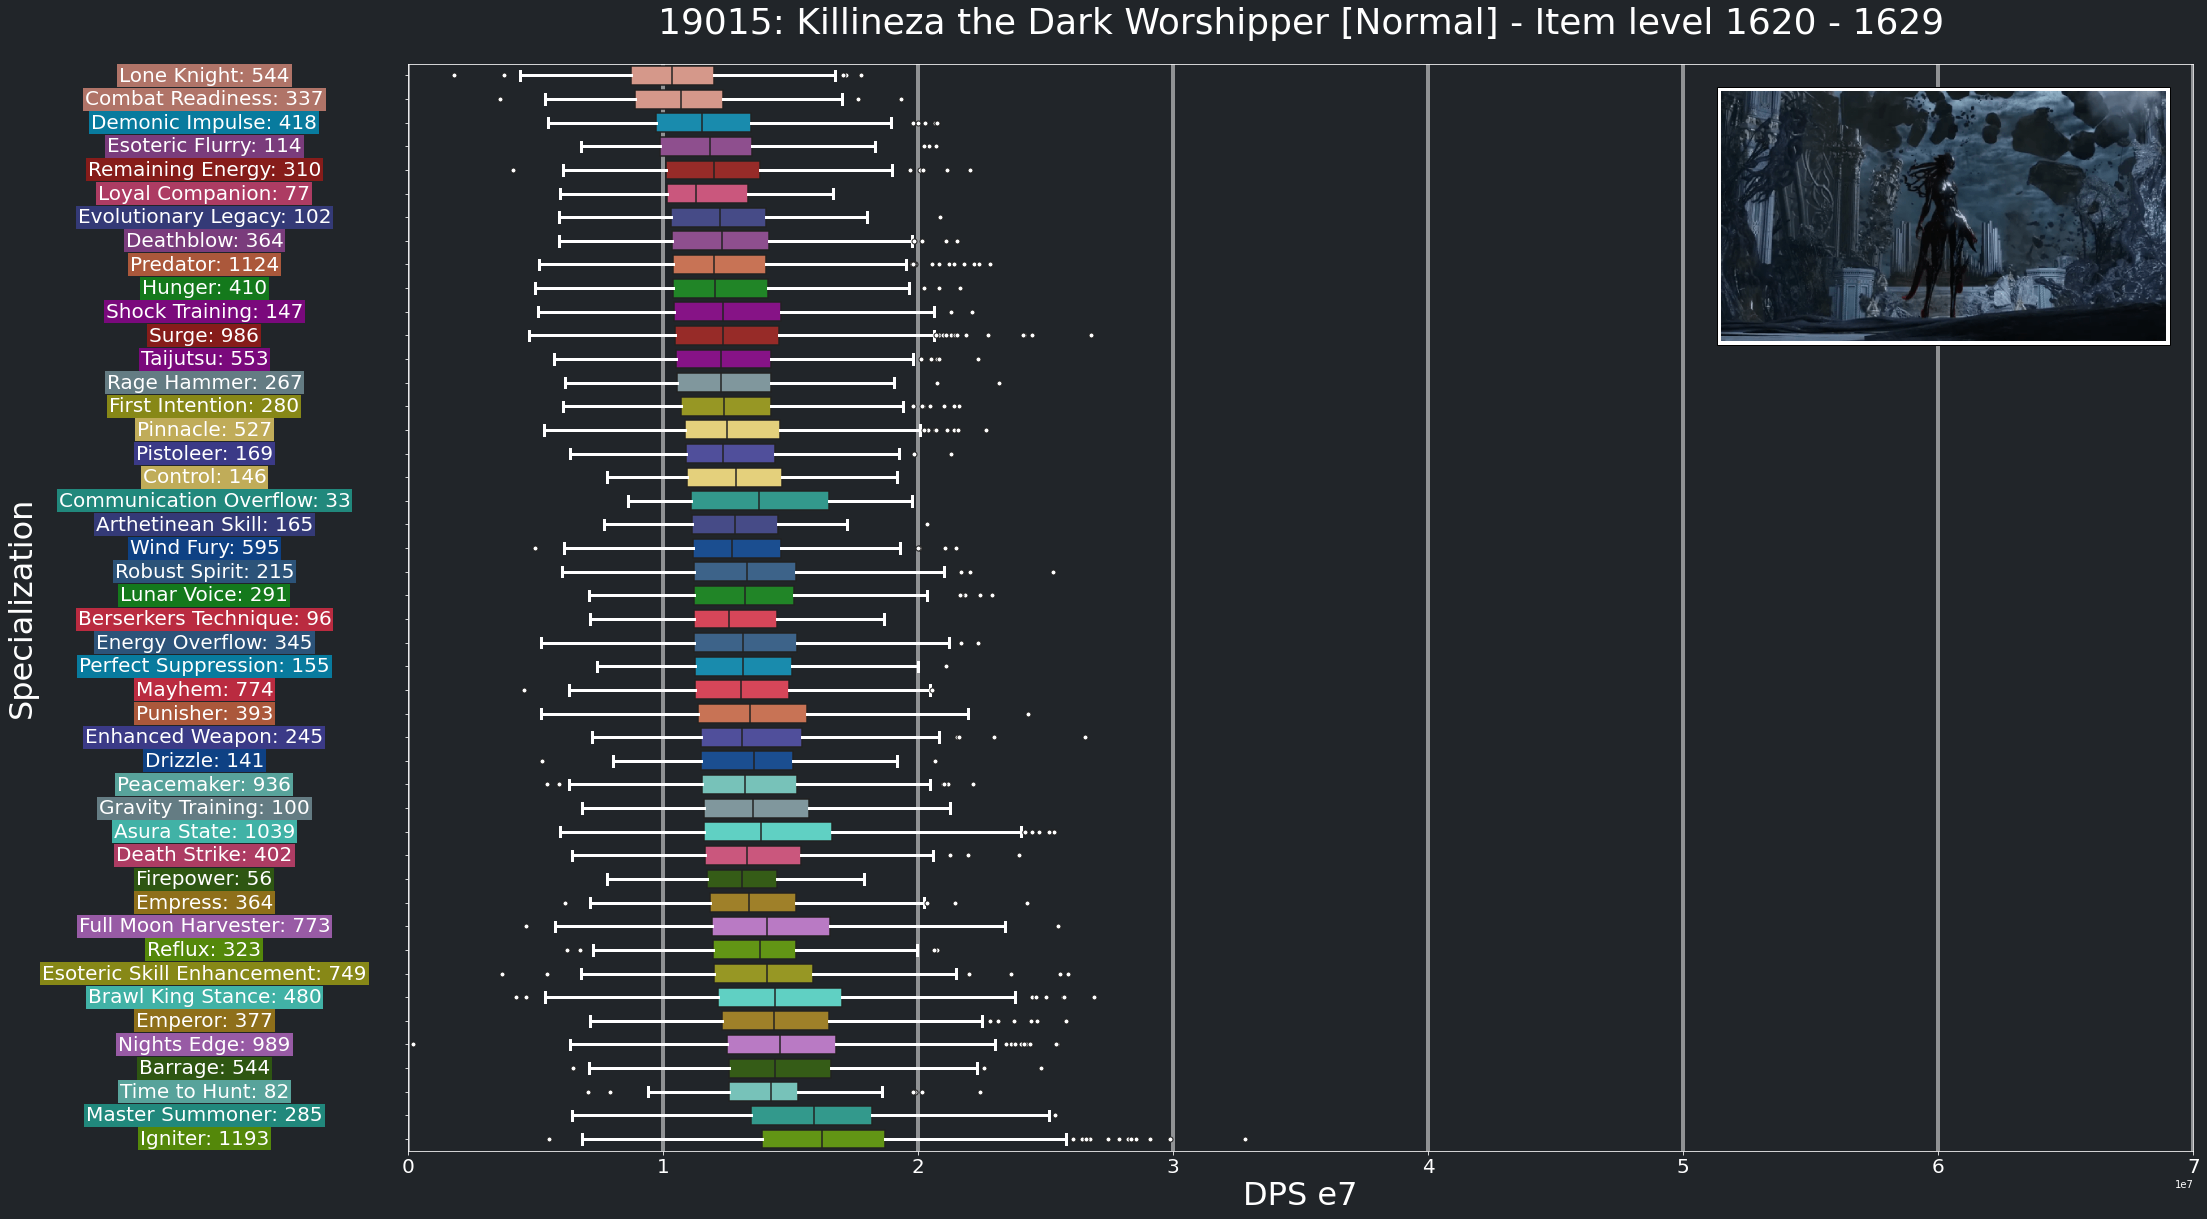 19015: Killineza the Dark Worshipper [Normal] - Item level 1620 - 1629
Specialization
Lone Knight: 544
Combat Readiness: 337
Demonic Impulse: 418
Esoteric Flurry: 114
Remaining Energy: 310
Loyal Companion: 77
Evolutionary Legacy: 102
Deathblow: 364
Predator: 1124
Hunger: 410
Shock Training: 147
Surge: 986
Taijutsu: 553
Rage Hammer: 267
First Intention: 280
Pinnacle: 527
Pistoleer: 169
Control: 146
Communication Overflow: 33
Arthetinean Skill: 165
Wind Fury: 595
Robust Spirit: 215
Lunar Voice: 291
Berserkers Technique: 96
Energy Overflow: 345
Perfect Suppression: 155
Mayhem: 774
Punisher: 393
Enhanced Weapon: 245
Drizzle: 141
Peacemaker: 936
Gravity Training: 100
Asura State: 1039
Death Strike: 402
Firepower: 56
Empress: 364
Full Moon Harvester: 773
Reflux: 323
Esoteric Skill Enhancement: 749
Brawl King Stance: 480
Emperor: 377
Nights Edge: 989
Barrage: 544
Time to Hunt: 82
Master Summoner: 285
Igniter: 1193
0 1 2 3 4 5 6 7
DPS e7
1e7